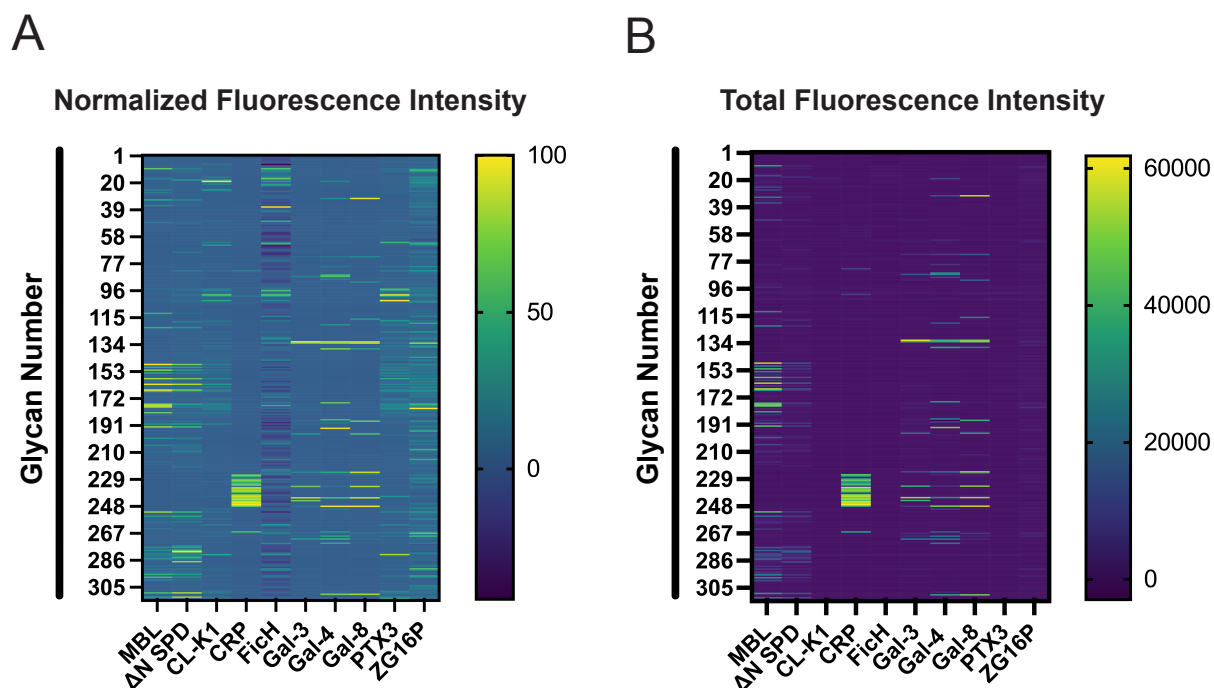 A
B
Normalized Fluorescence Intensity
Total Fluorescence Intensity
Glycan Number
1
20
39
58
77
96
115
134
153
172
191
210
229
248
267
286
305
MBL
ΔN SPD
CL-K1
CRP
FicH
Gal-3
Gal-4
Gal-8
PTX3
ZG16P
100
50
0
Glycan Number
1
20
39
58
77
96
115
134
153
172
191
210
229
248
267
286
305
MBL
ΔN SPD
CL-K1
CRP
FicH
Gal-3
Gal-4
Gal-8
PTX3
ZG16P
60000
40000
20000
0